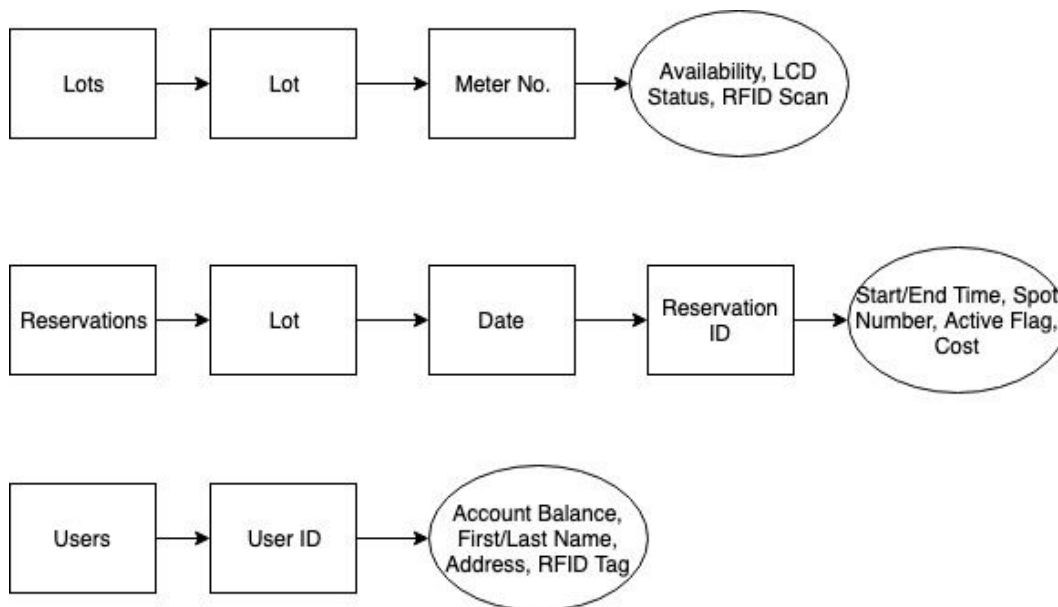 Lots
Lot
Meter No.
Availability, LCD
Status, RFID Scan
Reservations
Lot
Date
Reservation
ID
Start/End Time, Spot
Number, Active Flag,
Cost
Users
User ID
Account Balance,
First/Last Name,
Address, RFID Tag